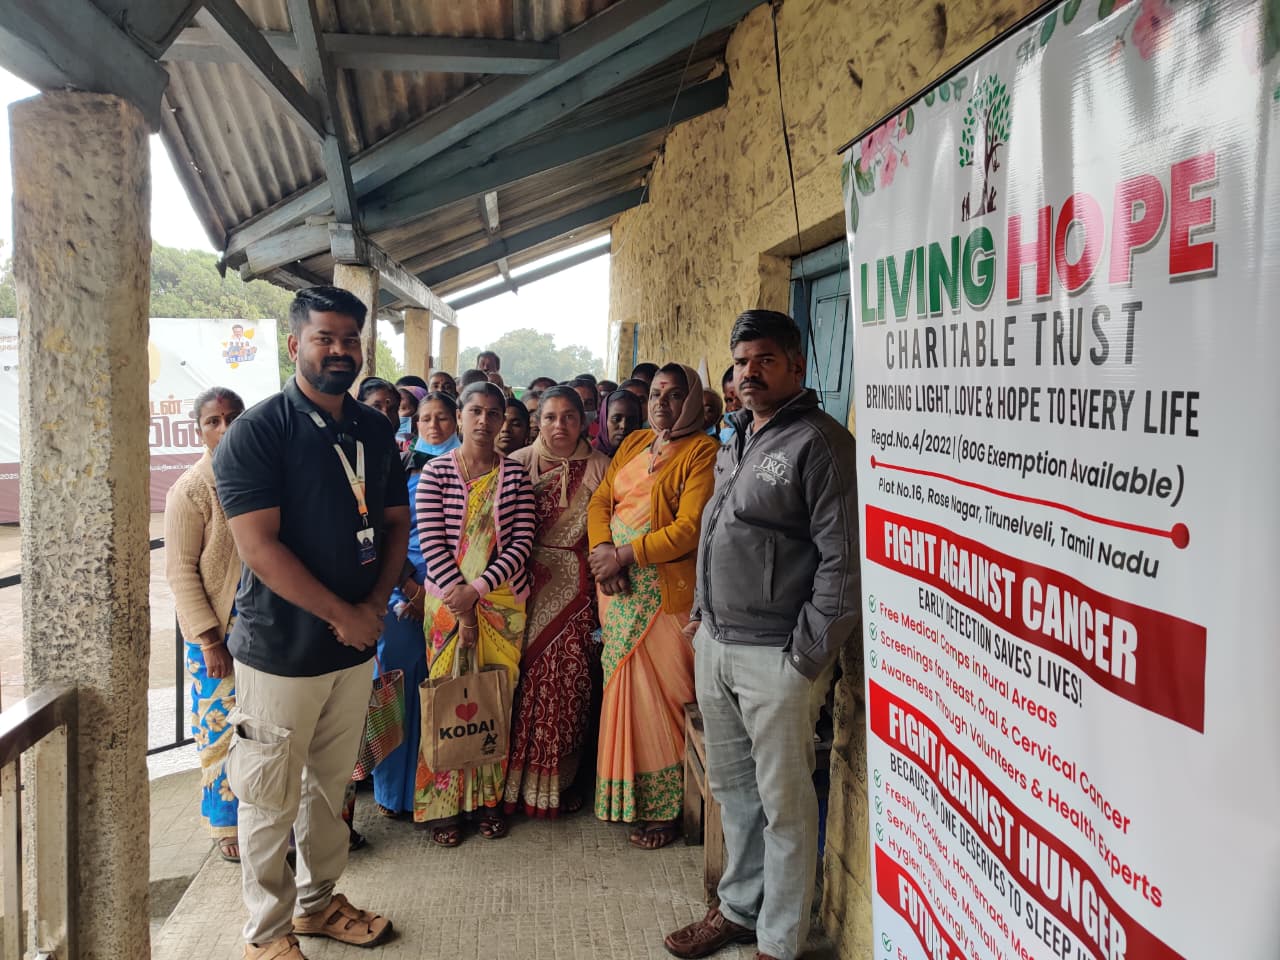 LIVING HOPE
CHARITABLE TRUST
BRINGING LIGHT, LOVE & HOPE TO EVERY LIFE
Regd.No.4/2022 | (80G Exemption Available)
Plot No.16, Rose Nagar, Tirunelveli, Tamil Nadu
FIGHT AGAINST CANCER
EARLY DETECTION SAVES LIVES!
Free Medical Camps in Rural Areas
Screenings for Breast, Oral & Cervical Cancer
Awareness Through Volunteers & Health Experts
FIGHT AGAINST HUNGER
BECAUSE NO ONE DESERVES TO SLEEP
Freshly Cooked, Homemade
Serving Destitute, Mentally
Hygienic & Lovingly
FUTURE
D&G
I
KODAI